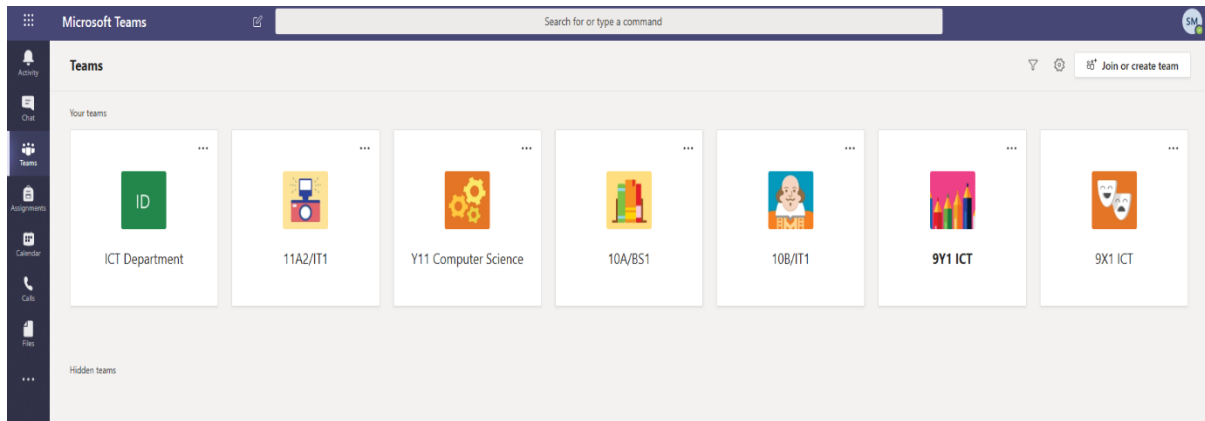 Microsoft Teams
Search for or type a command
SM
Activity
Chat
Teams
Assignments
Calendar
Calls
Files
Teams
Join or create team
Your teams
ID
ICT Department
11A2/IT1
Y11 Computer Science
10A/BS1
10B/IT1
9Y1 ICT
9X1 ICT
Hidden teams